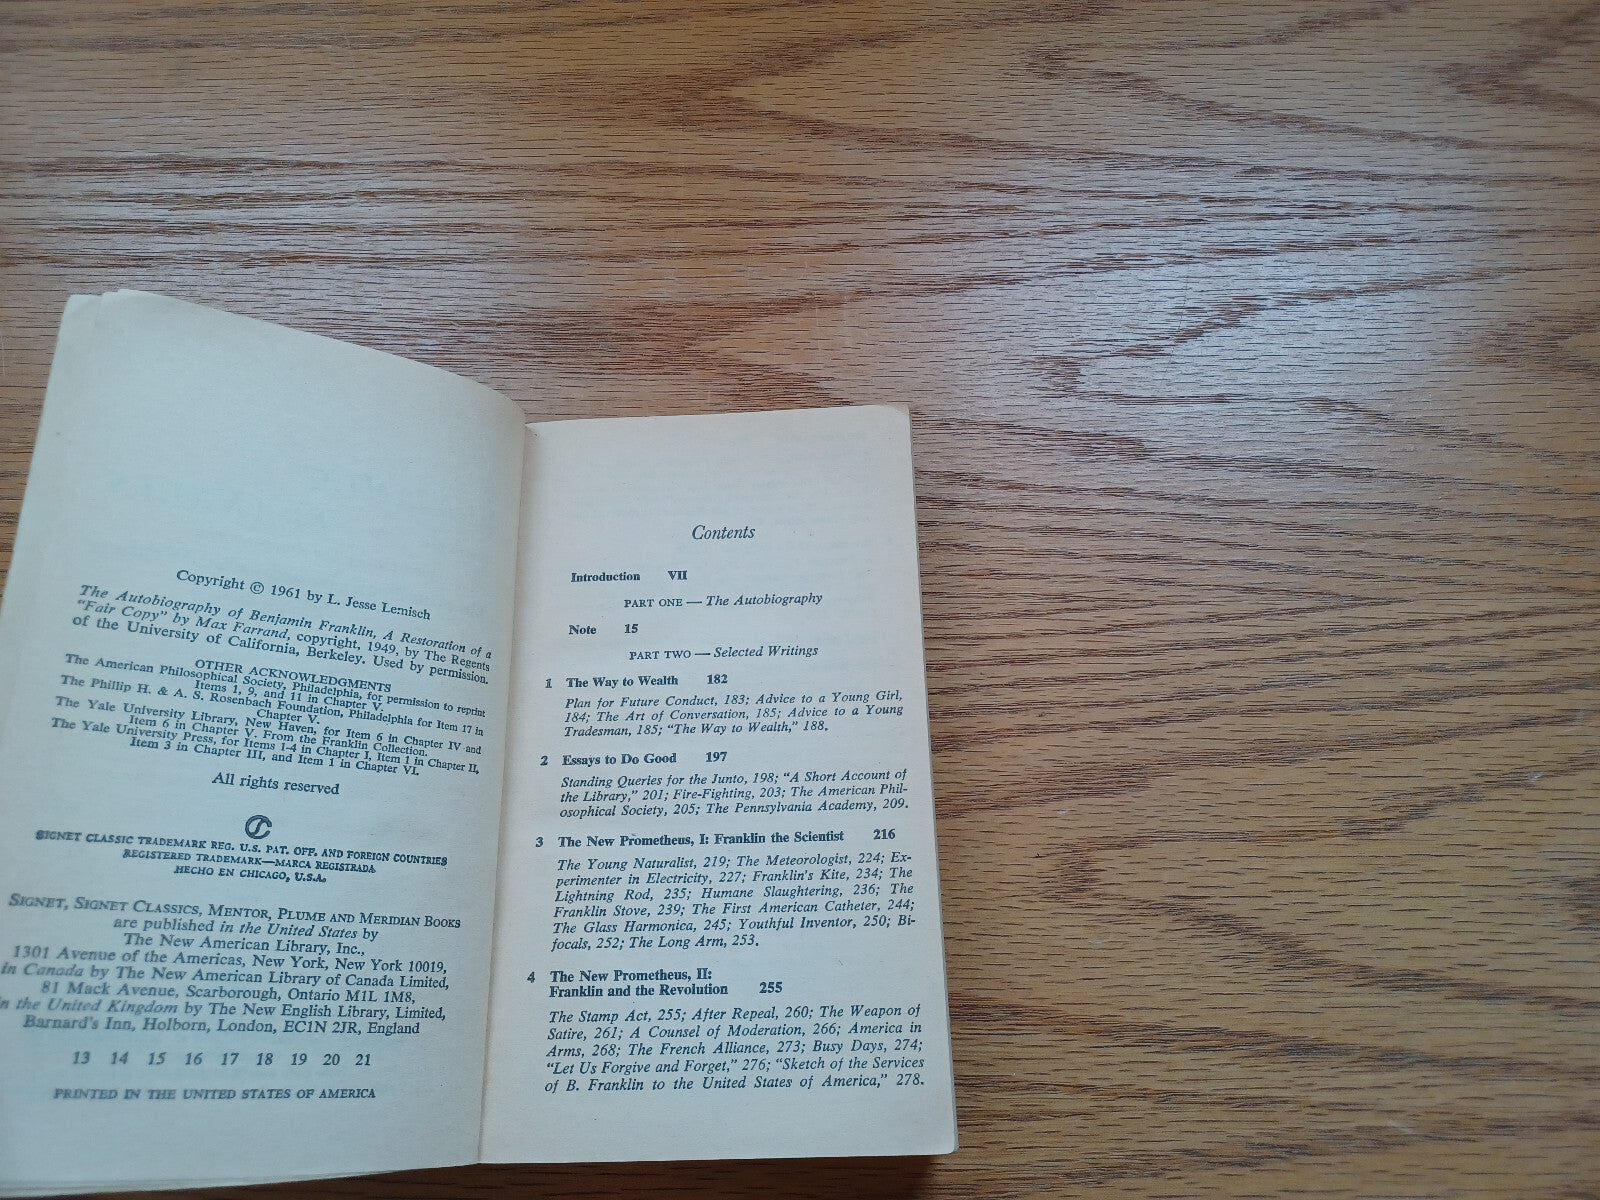 Copyright © 1961 by L. Jesse Lemisch
The Autobiography of Benjamin Franklin, A Restoration of a
"Fair Copy" by Max Farrand, copyright, 1949, by The Regents
of the University of California, Berkeley. Used by permission.
OTHER ACKNOWLEDGMENTS
The American Philosophical Society, Philadelphia, for permission to reprint
Items 1, 9, and 11 in Chapter V.
The Phillip H. & A. S. Rosenbach Foundation, Philadelphia for Item 17 in
Chapter V.
The Yale University Library, New Haven, for Item 6 in Chapter IV and
Item 6 in Chapter V. From the Franklin Collection.
The Yale University Press, for Items 1-4 in Chapter I, Item 1 in Chapter II,
Item 3 in Chapter III, and Item 1 in Chapter VI.
All rights reserved
SIGNET CLASSIC TRADEMARK REG. U.S. PAT. OFF. AND FOREIGN COUNTRIES
REGISTERED TRADEMARK—MARCA REGISTRADA
HECHO EN CHICAGO, U.S.A.
SIGNET, SIGNET CLASSICS, MENTOR, PLUME AND MERIDIAN BOOKS
are published in the United States by
The New American Library, Inc.,
1301 Avenue of the Americas, New York, New York 10019,
in Canada by The New American Library of Canada Limited,
81 Mack Avenue, Scarborough, Ontario M1L 1M8,
in the United Kingdom by The New English Library, Limited,
Barnard's Inn, Holborn, London, EC1N 2JR, England
13 14 15 16 17 18 19 20 21
PRINTED IN THE UNITED STATES OF AMERICA
Contents
Introduction VII
PART ONE — The Autobiography
Note 15
PART TWO — Selected Writings
1 The Way to Wealth 182
Plan for Future Conduct, 183; Advice to a Young Girl,
184; The Art of Conversation, 185; Advice to a Young
Tradesman, 185; "The Way to Wealth," 188.
2 Essays to Do Good 197
Standing Queries for the Junto, 198; "A Short Account of
the Library," 201; Fire-Fighting, 203; The American Phil-
osophical Society, 205; The Pennsylvania Academy, 209.
3 The New Prometheus, I: Franklin the Scientist 216
The Young Naturalist, 219; The Meteorologist, 224; Ex-
perimenter in Electricity, 227; Franklin's Kite, 234; The
Lightning Rod, 235; Humane Slaughtering, 236; The
Franklin Stove, 239; The First American Catheter, 244;
The Glass Harmonica, 245; Youthful Inventor, 250; Bi-
focals, 252; The Long Arm, 253.
4 The New Prometheus, II:
Franklin and the Revolution 255
The Stamp Act, 255; After Repeal, 260; The Weapon of
Satire, 261; A Counsel of Moderation, 266; America in
Arms, 268; The French Alliance, 273; Busy Days, 274;
"Let Us Forgive and Forget," 276; "Sketch of the Services
of B. Franklin to the United States of America," 278.